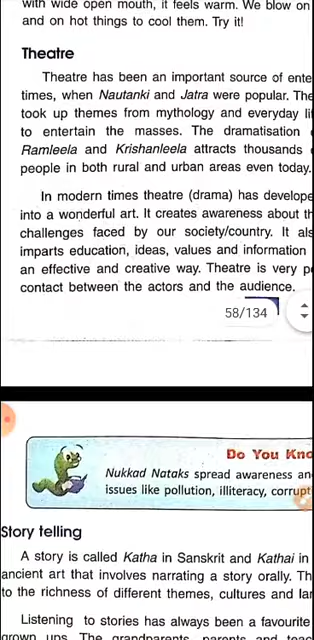 with wide open mouth, it feels warm. We blow on
and on hot things to cool them. Try it!
Theatre
Theatre has been an important source of ente
times, when Nautanki and Jatra were popular. The
took up themes from mythology and everyday li
to entertain the masses. The dramatisation
Ramleela and Krishanleela attracts thousands
people in both rural and urban areas even today.
In modern times theatre (drama) has develope
into a wonderful art. It creates awareness about th
challenges faced by our society/country. It als
imparts education, ideas, values and information
an effective and creative way. Theatre is very p
contact between the actors and the audience.
58/134
Do You Kno
Nukkad Nataks spread awareness an
issues like pollution, illiteracy, corrupt
Story telling
A story is called Katha in Sanskrit and Kathai in
ancient art that involves narrating a story orally. Th
to the richness of different themes, cultures and lan
Listening to stories has always been a favourite
grown ups. The grandparents, parents and teac